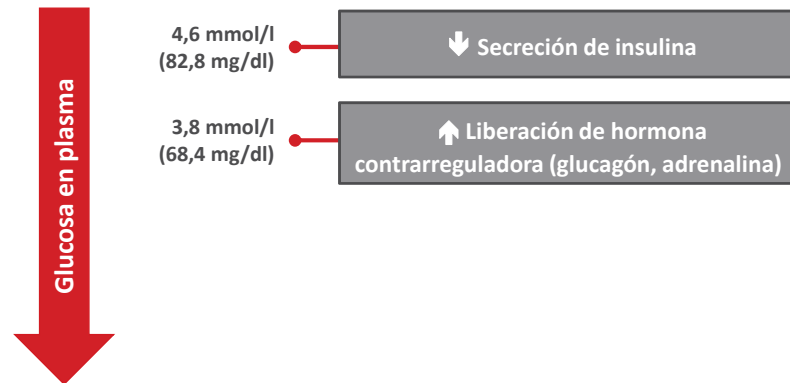 Glucosa en plasma
4,6 mmol/l
(82,8 mg/dl)
Secreción de insulina
3,8 mmol/l
(68,4 mg/dl)
Liberación de hormona
contrarreguladora (glucagón, adrenalina)